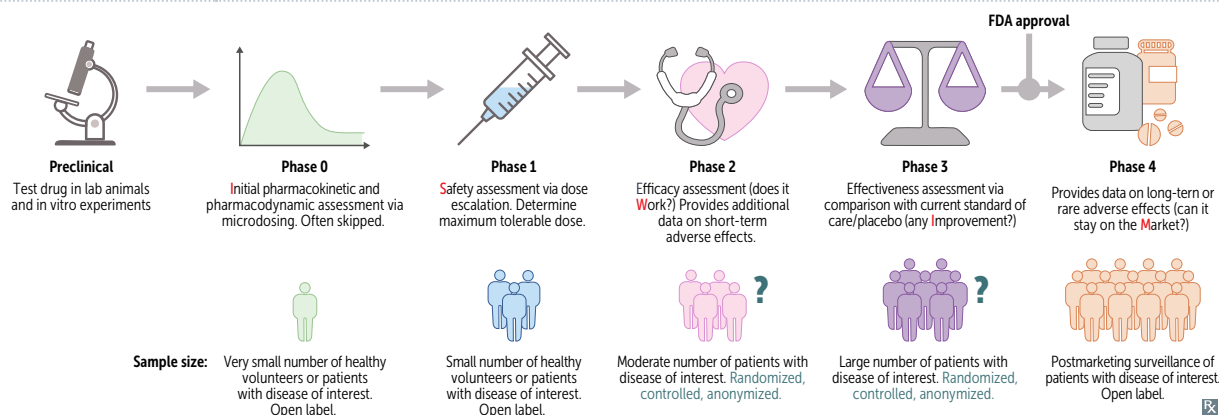 FDA approval
Preclinical
Test drug in lab animals
and in vitro experiments
Phase 0
Initial pharmacokinetic and
pharmacodynamic assessment via
microdosing. Often skipped.
Phase 1
Safety assessment via dose
escalation. Determine
maximum tolerable dose.
Phase 2
Efficacy assessment (does it
Work?) Provides additional
data on short-term
adverse effects.
Phase 3
Effectiveness assessment via
comparison with current standard of
care/placebo (any Improvement?)
Phase 4
Provides data on long-tern or
rare adverse effects (can it
stay on the Market?)
?
?
Sample size:
Very small number of healthy
volunteers or patients
with disease of interest.
Open label.
Small number of healthy
volunteers or patients
with disease of interest.
Open label.
Moderate number of patients with
disease of interest. Randomized,
controlled, anonymized.
Large number of patients with
disease of interest. Randomized,
controlled, anonymized.
Postmarketing surveillance of
patients with disease of interest.
Open label.
℞